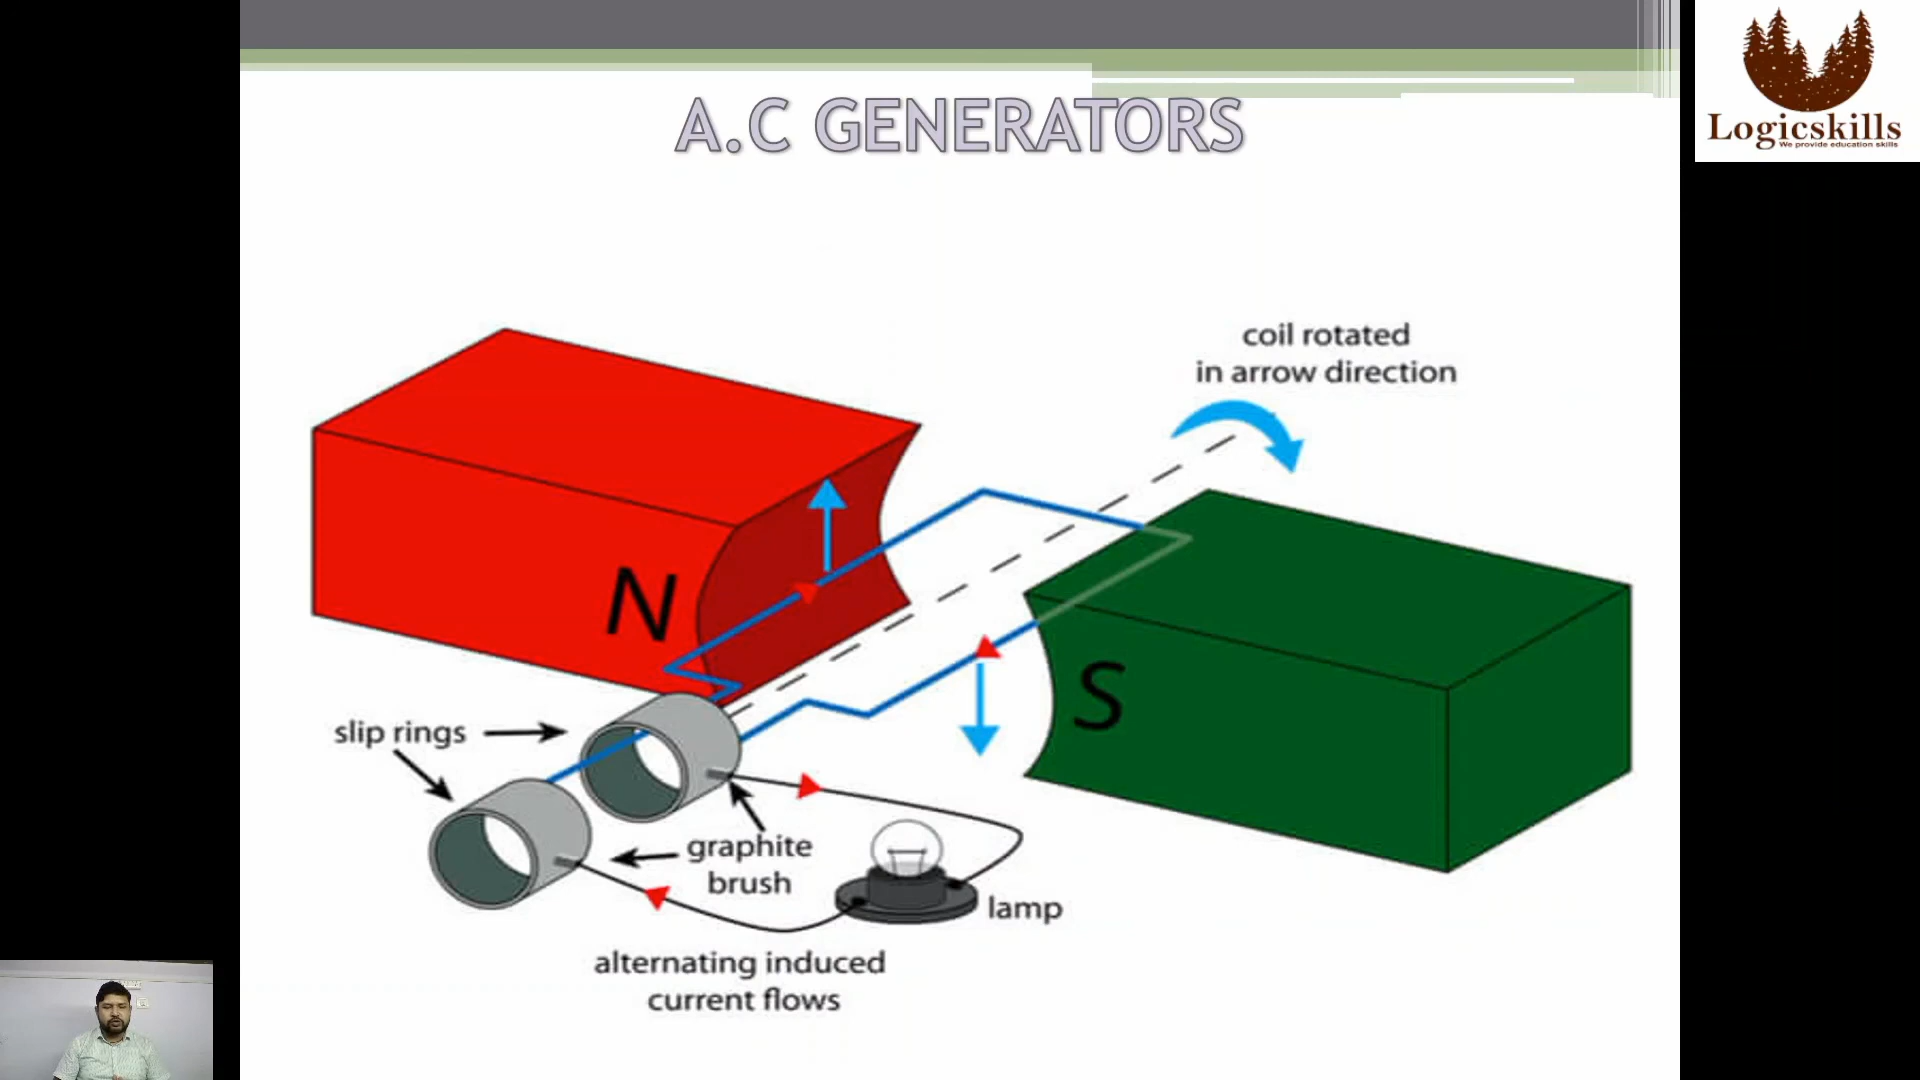 A.C GENERATORS
Logicskills
We provide education skills
coil rotated
in arrow direction
N
S
slip rings
graphite
brush
lamp
alternating induced
current flows